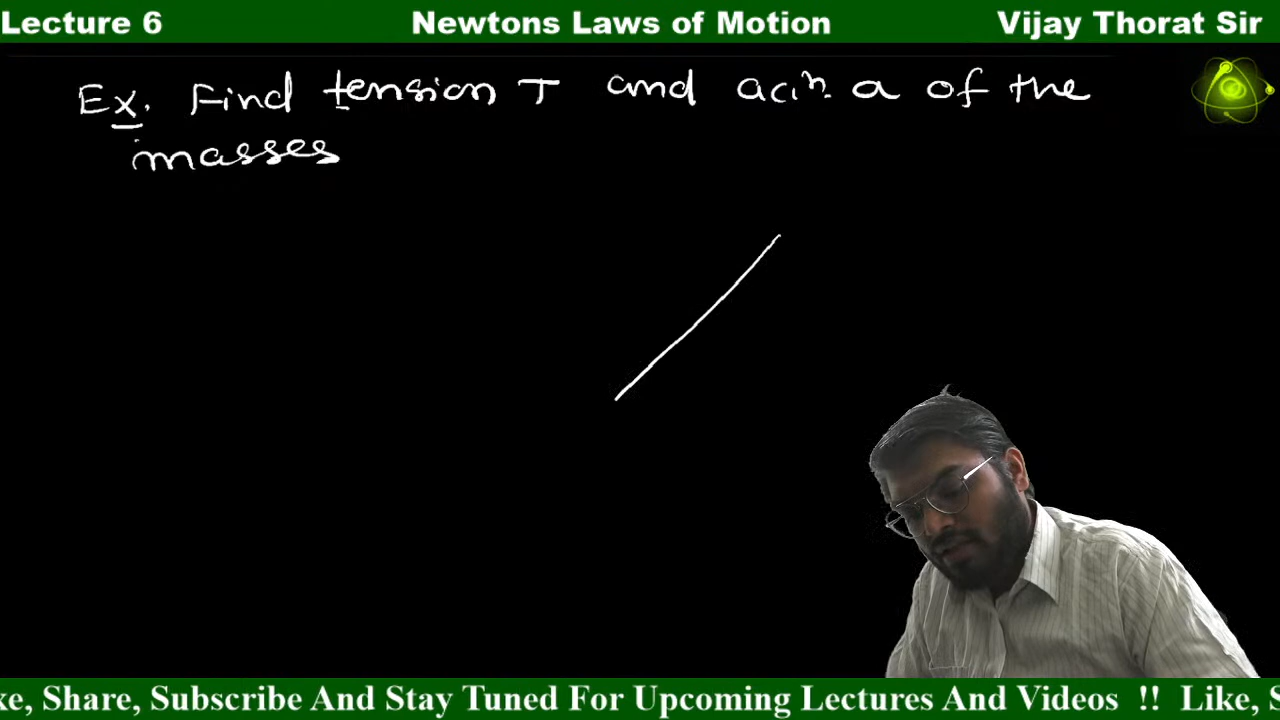 Lecture 6 Newtons Laws of Motion Vijay Thorat Sir
Ex. Find tension T and accn. a of the
masses
ke, Share, Subscribe And Stay Tuned For Upcoming Lectures And Videos !! Like, S